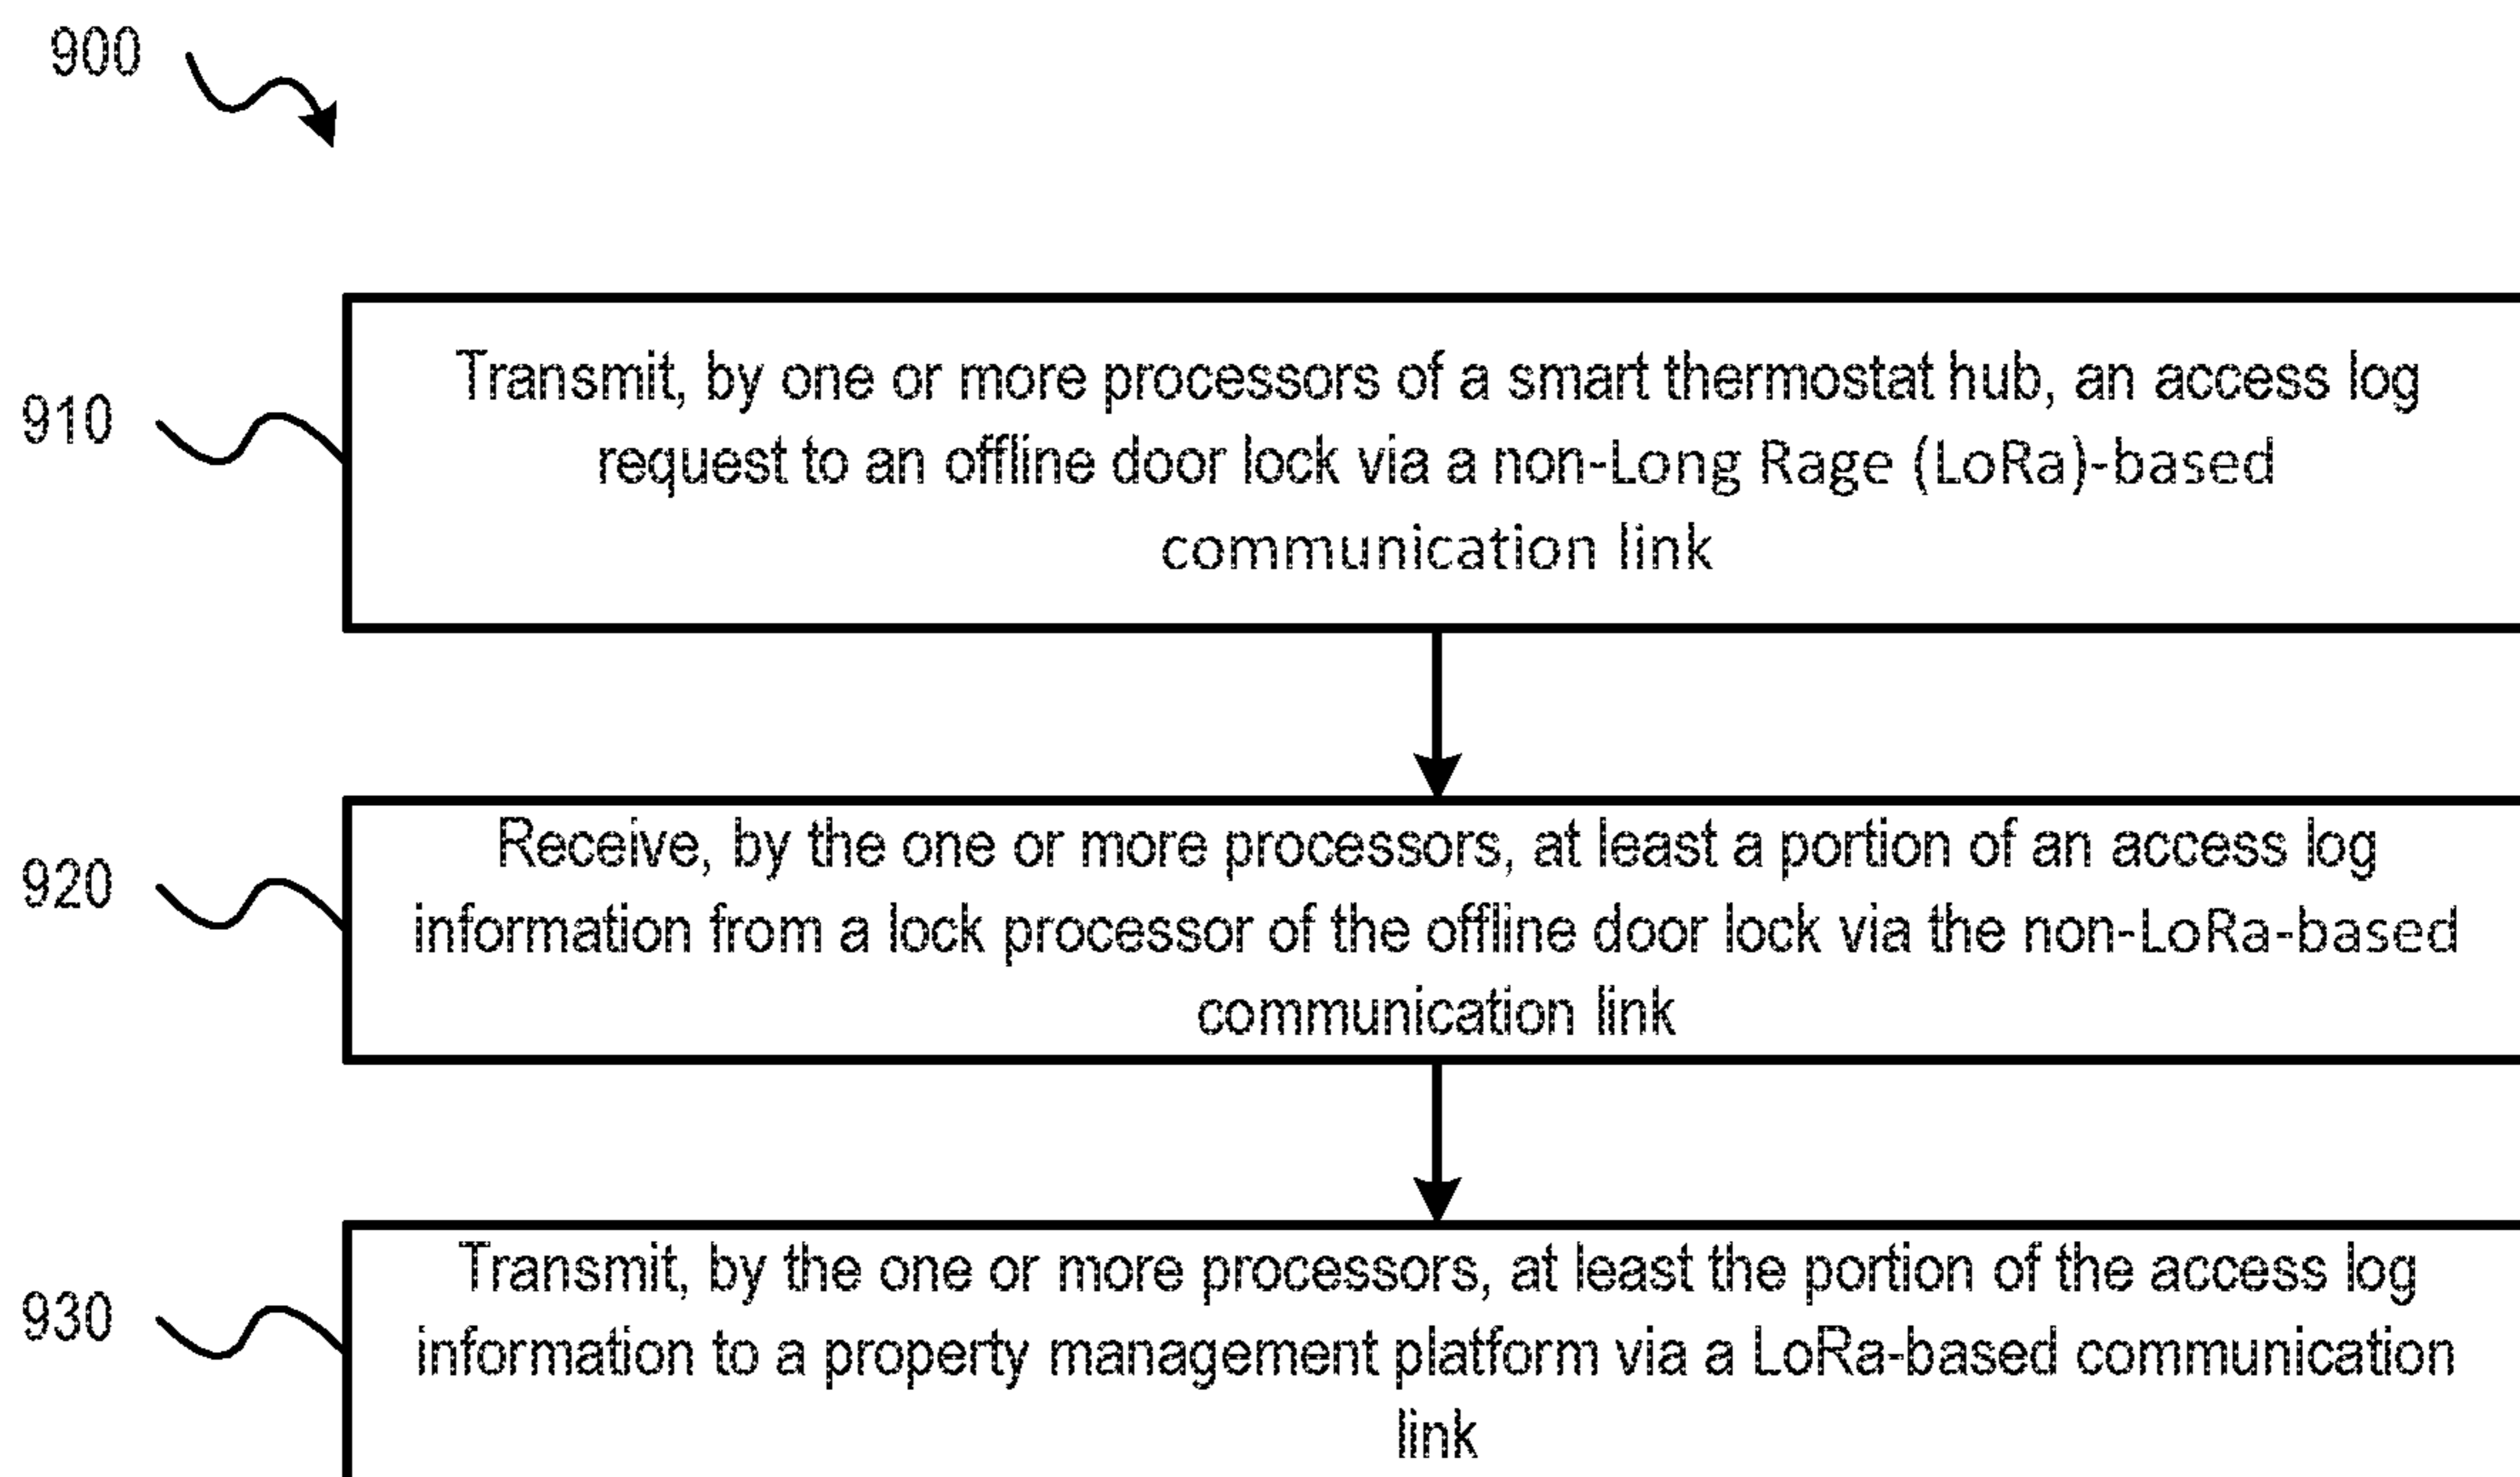 900
910
Transmit, by one or more processors of a smart thermostat hub, an access log
request to an offline door lock via a non-Long Rage (LoRa)-based
communication link
920
Receive, by the one or more processors, at least a portion of an access log
information from a lock processor of the offline door lock via the non-LoRa-based
communication link
930
Transmit, by the one or more processors, at least the portion of the access log
information to a property management platform via a LoRa-based communication
link